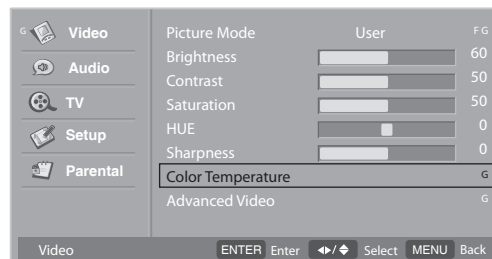 G Video
Audio
TV
Setup
Parental
Picture Mode User F G
Brightness 60
Contrast 50
Saturation 50
HUE 0
Sharpness 0
Color Temperature G
Advanced Video G
Video ENTER Enter / Select MENU Back